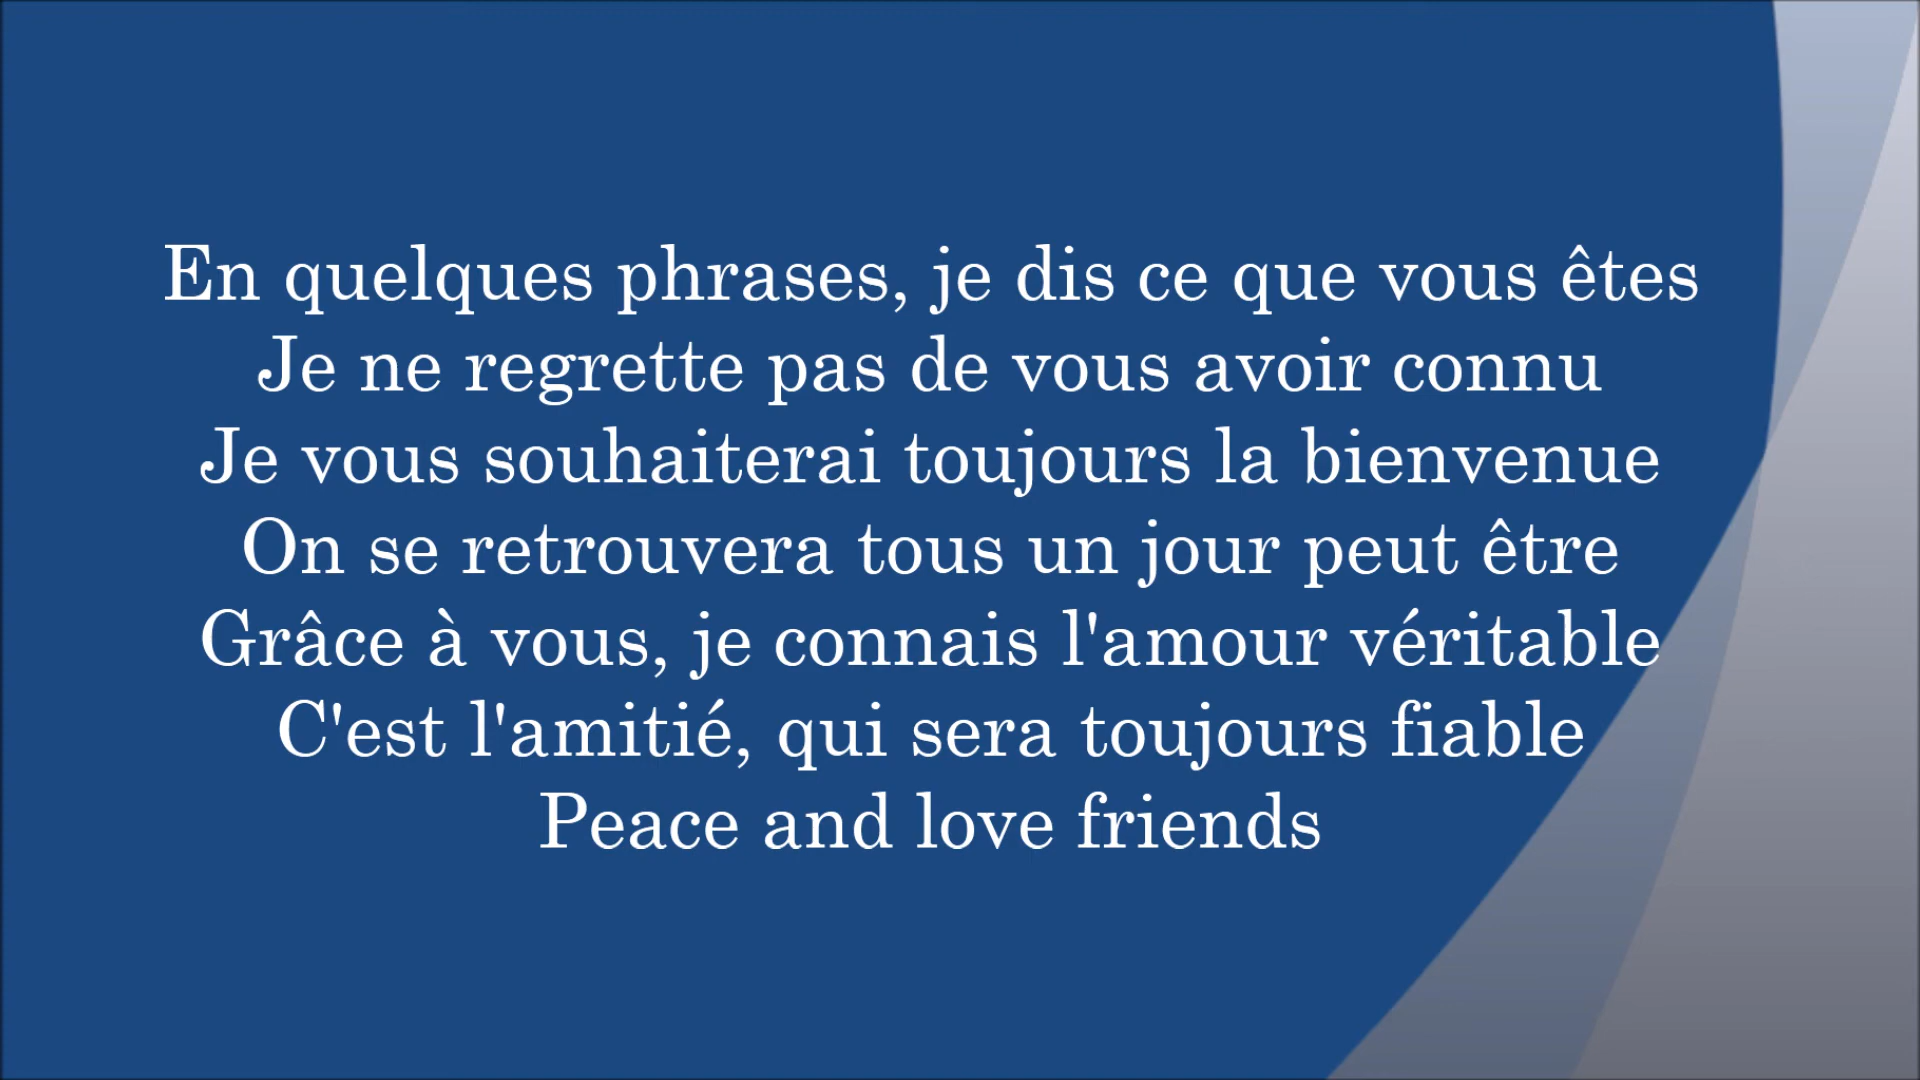 En quelques phrases, je dis ce que vous êtes
Je ne regrette pas de vous avoir connu
Je vous souhaiterai toujours la bienvenue
On se retrouvera tous un jour peut être
Grâce à vous, je connais l'amour véritable
C'est l'amitié, qui sera toujours fiable
Peace and love friends